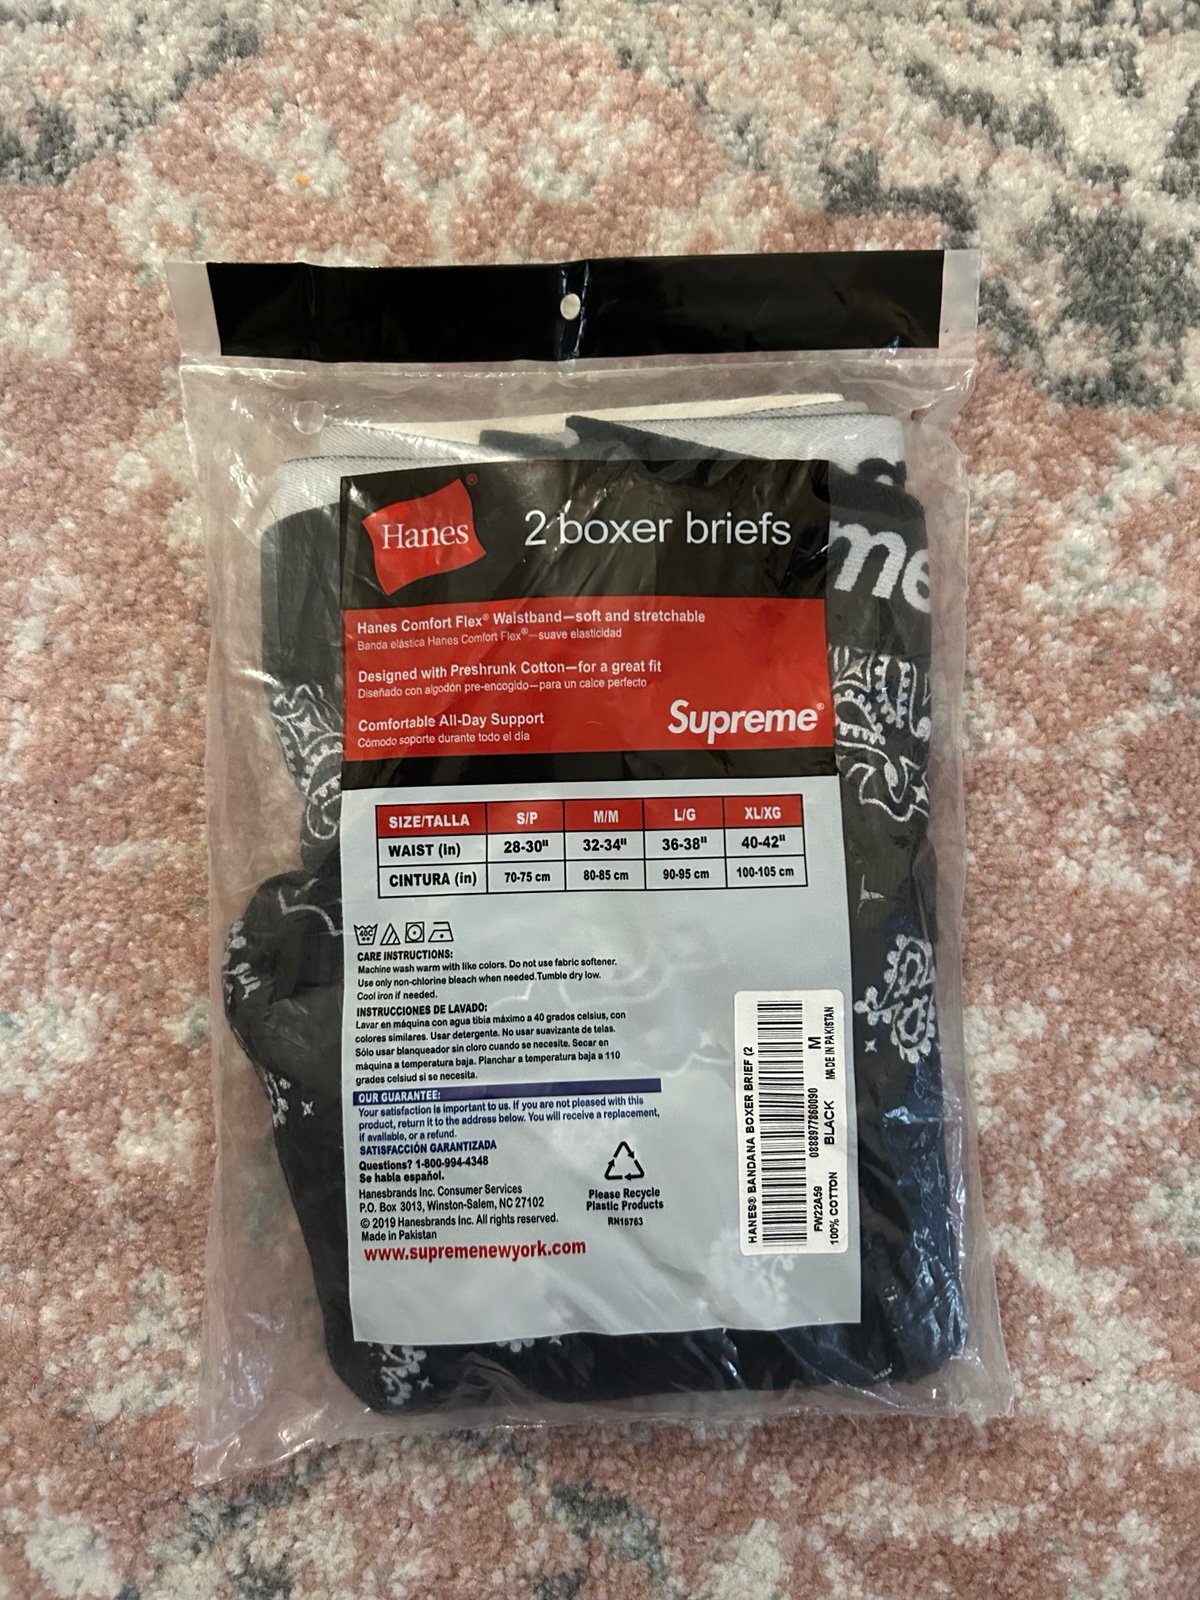 Hanes®
2 boxer briefs
me
Hanes Comfort Flex® Waistband—soft and stretchable
Banda elástica Hanes Comfort Flex®—suave elasticidad
Designed with Preshrunk Cotton—for a great fit
Diseñado con algodón pre-encogido—para un calce perfecto
Comfortable All-Day Support
Cómodo soporte durante todo el día
Supreme®
SIZE/TALLA S/P M/M L/G XL/XG
WAIST (in) 28-30" 32-34" 36-38" 40-42"
CINTURA (in) 70-75 cm 80-85 cm 90-95 cm 100-105 cm
40C
CARE INSTRUCTIONS:
Machine wash warm with like colors. Do not use fabric softener.
Use only non-chlorine bleach when needed.Tumble dry low.
Cool iron if needed.
INSTRUCCIONES DE LAVADO:
Lavar en máquina con agua tibia máximo a 40 grados celsius, con
colores similares. Usar detergente. No usar suavizante de telas.
Sólo usar blanqueador sin cloro cuando se necesite. Secar en
máquina a temperatura baja. Planchar a temperatura baja a 110
grades celsiud si se necesita.
OUR GUARANTEE:
Your satisfaction is important to us. If you are not pleased with this
product, return it to the address below. You will receive a replacement,
if available, or a refund.
SATISFACCIÓN GARANTIZADA
Questions? 1-800-994-4348
Se habla español.
Hanesbrands Inc. Consumer Services
P.O. Box 3013, Winston-Salem, NC 27102
© 2019 Hanesbrands Inc. All rights reserved.
Made in Pakistan
www.supremenewyork.com
Please Recycle
Plastic Products
RN15763
HANES® BANDANA BOXER BRIEF (2
FW22A59 0888977860090 M
100% COTTON BLACK MADE IN PAKISTAN